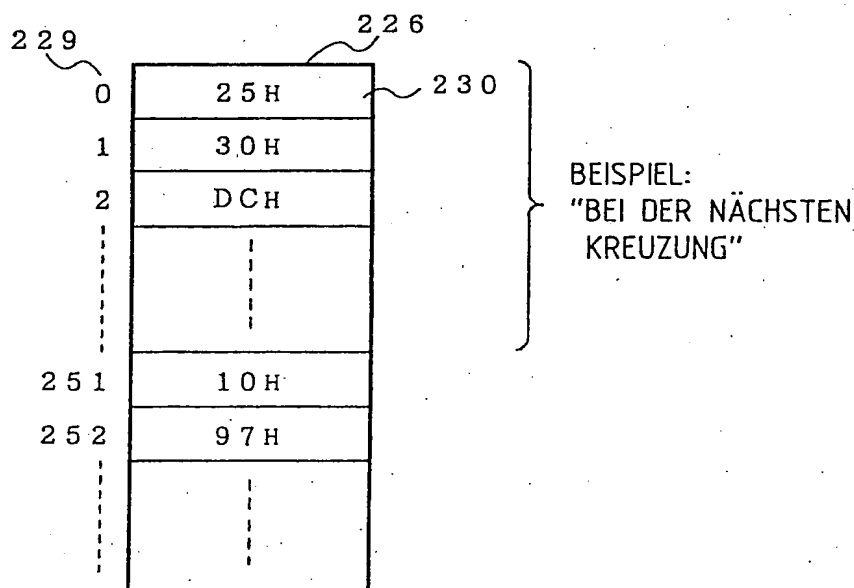 229
226
0 25H 230
1 30H
2 DCH
BEISPIEL:
"BEI DER NÄCHSTEN
KREUZUNG"
251 10H
252 97H